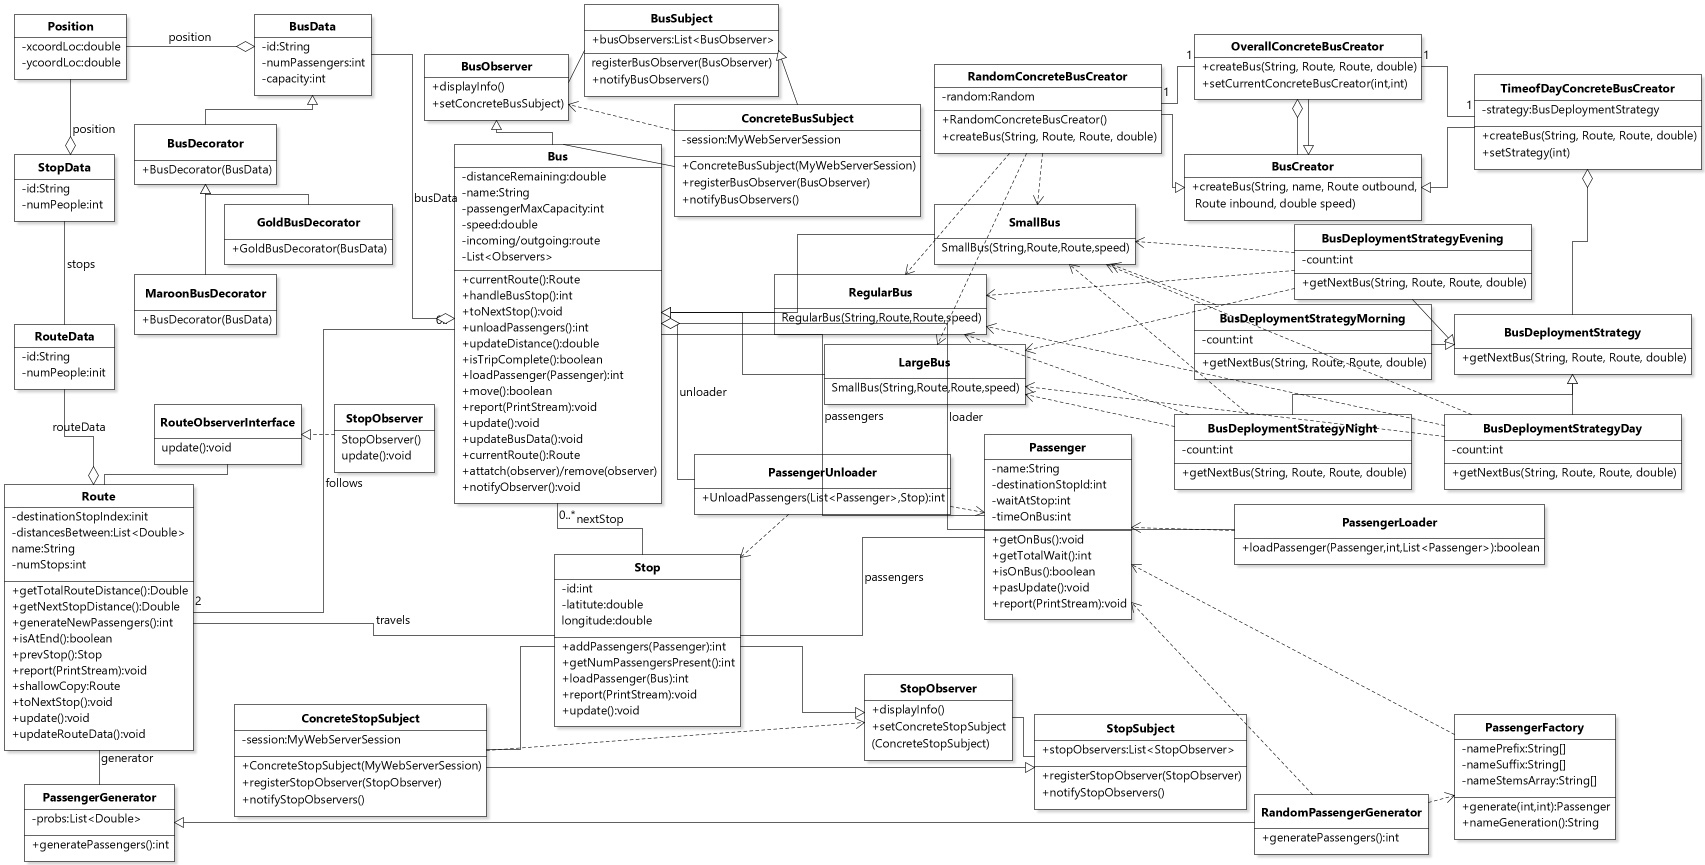 Position
-xcoordLoc:double
-ycoordLoc:double
position
BusData
-id:String
-numPassengers:int
-capacity:int
position
StopData
-id:String
-numPeople:int
stops
RouteData
-id:String
-numPeople:init
routeData
BusDecorator
+BusDecorator(BusData)
GoldBusDecorator
+GoldBusDecorator(BusData)
MaroonBusDecorator
+BusDecorator(BusData)
busData
BusObserver
+displayInfo()
+setConcreteBusSubject)
BusSubject
+busObservers:List<BusObserver>
registerBusObserver(BusObserver)
+notifyBusObservers()
ConcreteBusSubject
-session:MyWebServerSession
+ConcreteBusSubject(MyWebServerSession)
+registerBusObserver(BusObserver)
+notifyBusObservers()
Bus
-distanceRemaining:double
-name:String
-passengerMaxCapacity:int
-speed:double
-incoming/outgoing:route
-List<Observers>
+currentRoute():Route
+handleBusStop():int
+toNextStop():void
+unloadPassengers():int
+updateDistance():double
+isTripComplete():boolean
+loadPassenger(Passenger):int
+move():boolean
+report(PrintStream):void
+update():void
+updateBusData():void
+currentRoute():Route
+attatch(observer)/remove(observer)
+notifyObserver():void
RandomConcreteBusCreator
-random:Random
+RandomConcreteBusCreator()
+createBus(String, Route, Route, double)
1
1
OverallConcreteBusCreator
+createBus(String, Route, Route, double)
+setCurrentConcreteBusCreator(int,int)
1
1
TimeofDayConcreteBusCreator
-strategy:BusDeploymentStrategy
+createBus(String, Route, Route, double)
+setStrategy(int)
BusCreator
+createBus(String, name, Route outbound,
Route inbound, double speed)
SmallBus
SmallBus(String,Route,Route,speed)
RegularBus
RegularBus(String,Route,Route,speed)
LargeBus
SmallBus(String,Route,Route,speed)
BusDeploymentStrategyEvening
-count:int
+getNextBus(String, Route, Route, double)
BusDeploymentStrategyMorning
-count:int
+getNextBus(String, Route, Route, double)
BusDeploymentStrategy
+getNextBus(String, Route, Route, double)
BusDeploymentStrategyNight
-count:int
+getNextBus(String, Route, Route, double)
BusDeploymentStrategyDay
-count:int
+getNextBus(String, Route, Route, double)
unloader
passengers
loader
RouteObserverInterface
update():void
StopObserver
StopObserver()
update():void
follows
Route
-destinationStopIndex:init
-distancesBetween:List<Double>
name:String
-numStops:int
+getTotalRouteDistance():Double
+getNextStopDistance():Double
+generateNewPassengers():int
+isAtEnd():boolean
+prevStop():Stop
+report(PrintStream):void
+shallowCopy:Route
+toNextStop():void
+update():void
+updateRouteData():void
2
travels
generator
PassengerGenerator
-probs:List<Double>
+generatePassengers():int
PassengerUnloader
+UnloadPassengers(List<Passenger>,Stop):int
0..*
nextStop
Passenger
-name:String
-destinationStopId:int
-waitAtStop:int
-timeOnBus:int
+getOnBus():void
+getTotalWait():int
+isOnBus():boolean
+pasUpdate():void
+report(PrintStream):void
PassengerLoader
+loadPassenger(Passenger,int,List<Passenger>):boolean
Stop
-id:int
-latitute:double
longitude:double
+addPassengers(Passenger):int
+getNumPassengersPresent():int
+loadPassenger(Bus):int
+report(PrintStream):void
+update():void
passengers
ConcreteStopSubject
-session:MyWebServerSession
+ConcreteStopSubject(MyWebServerSession)
+registerStopObserver(StopObserver)
+notifyStopObservers()
StopObserver
+displayInfo()
+setConcreteStopSubject
(ConcreteStopSubject)
StopSubject
+stopObservers:List<StopObserver>
+registerStopObserver(StopObserver)
+notifyStopObservers()
RandomPassengerGenerator
+generatePassengers():int
PassengerFactory
-namePrefix:String[]
-nameSuffix:String[]
-nameStemsArray:String[]
+generate(int,int):Passenger
+nameGeneration():String